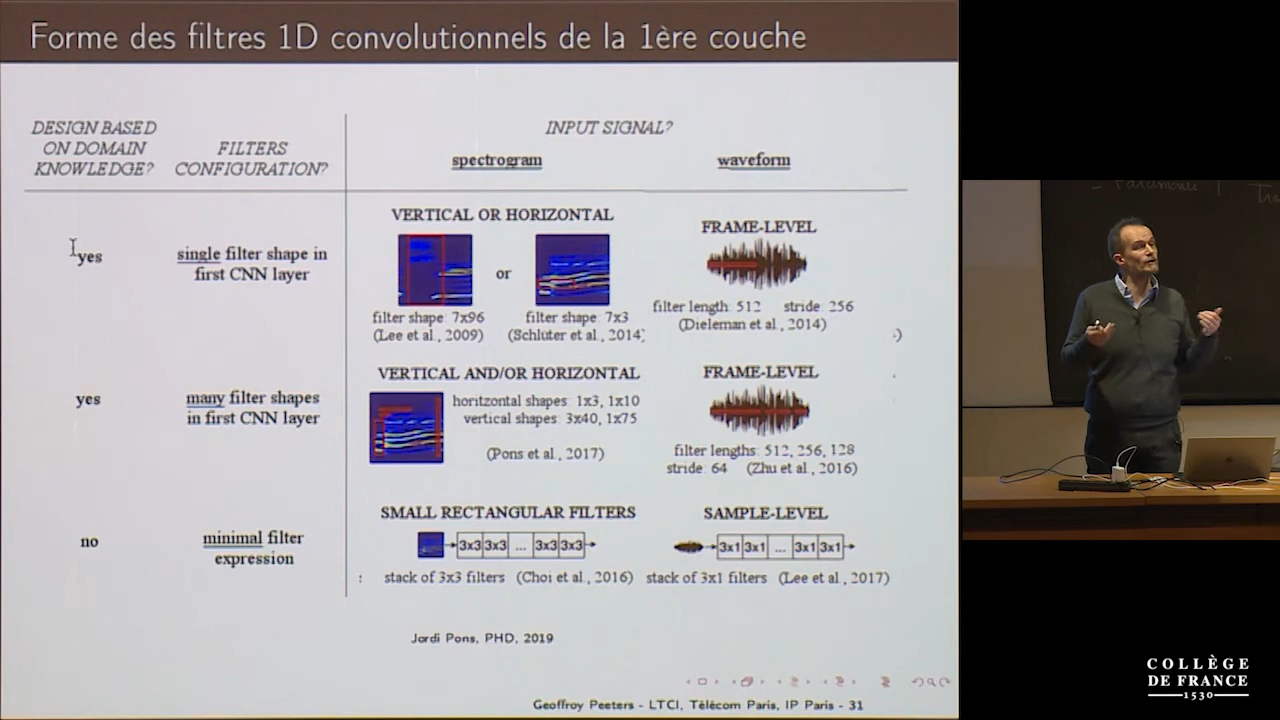 Forme des filtres 1D convolutionnels de la 1ère couche
DESIGN BASED
ON DOMAIN
KNOWLEDGE?
FILTERS
CONFIGURATION?
INPUT SIGNAL?
spectrogram
waveform
yes
single filter shape in
first CNN layer
VERTICAL OR HORIZONTAL
or
filter shape: 7x96
(Lee et al., 2009)
filter shape: 7x3
(Schlüter et al., 2014)
FRAME-LEVEL
filter length: 512 stride: 256
(Dieleman et al., 2014)
)
yes
many filter shapes
in first CNN layer
VERTICAL AND/OR HORIZONTAL
horitzontal shapes: 1x3, 1x10
vertical shapes: 3x40, 1x75
(Pons et al., 2017)
FRAME-LEVEL
filter lengths: 512, 256, 128
stride: 64 (Zhu et al., 2016)
no
minimal filter
expression
SMALL RECTANGULAR FILTERS
3x3 3x3 ... 3x3 3x3
: stack of 3x3 filters (Choi et al., 2016)
SAMPLE-LEVEL
3x1 3x1 ... 3x1 3x1
stack of 3x1 filters (Lee et al., 2017)
Jordi Pons, PHD, 2019
Geoffroy Peeters - LTCI, Télécom Paris, IP Paris - 31
COLLÈGE
DE FRANCE
1530